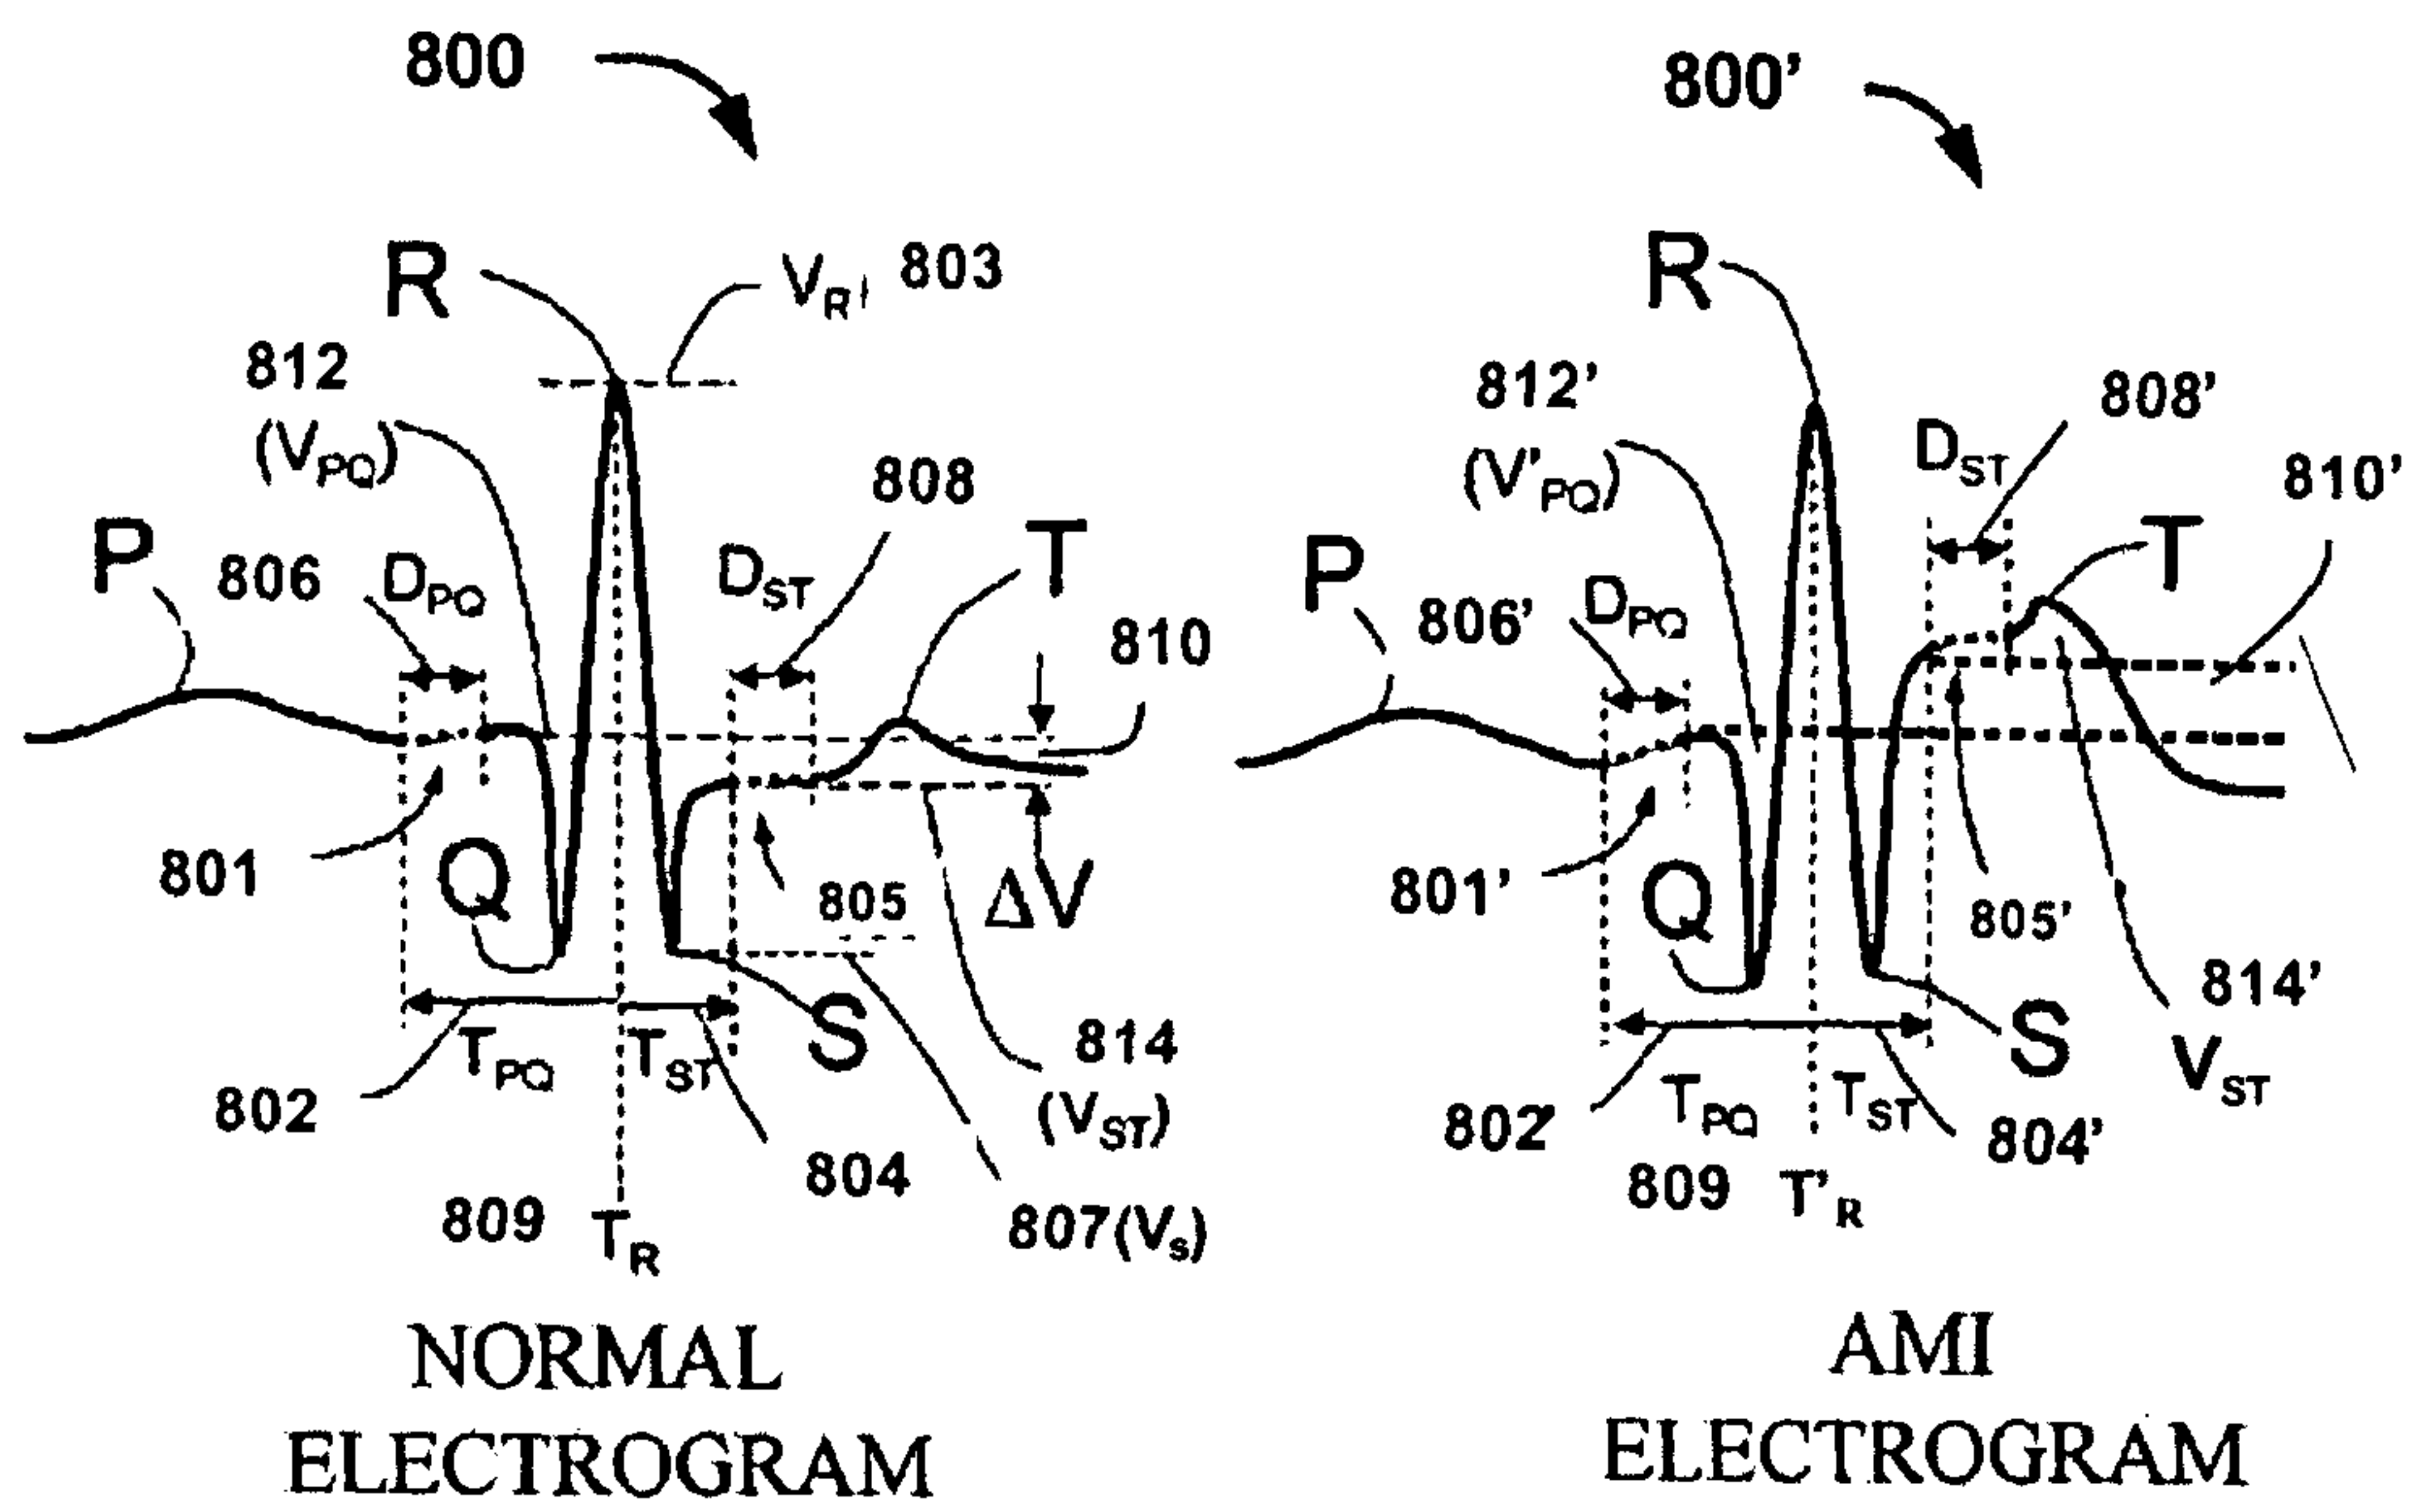 800
R
VR 803
812
(VPQ)
808
P
806 DPQ
DST
T
810
801
Q
805
ΔV
S
TPQ
TST
802
814
(VST)
804
807(Vs)
809 TR
NORMAL
ELECTROGRAM
800'
R
812'
(V'PQ)
808'
DST
810'
P
806' DPQ
T
801'
Q
805'
814'
S
VST
802'
TPQ
TST
804'
809 T'R
AMI
ELECTROGRAM